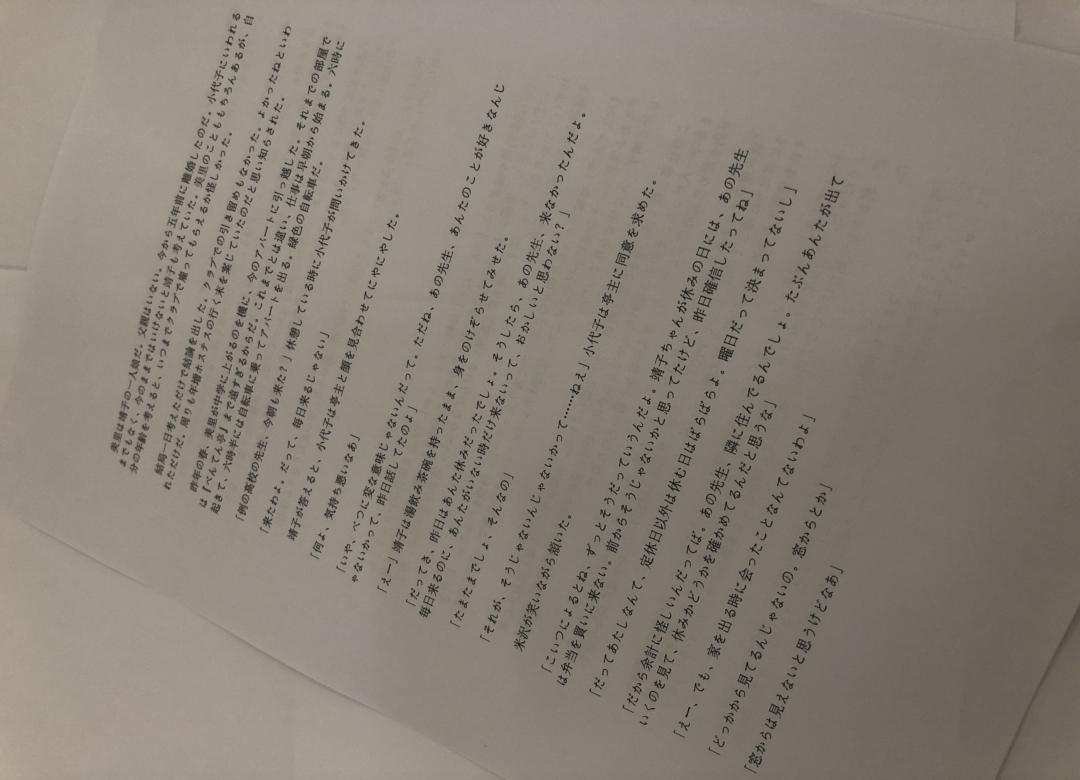 美里は靖子の一人娘だ。父親はいない。今から五年前に離婚したのだ。小代子にいわれる
までもなく、今のままではいけないと靖子も考えていた。美里のことももちろんあるが、自
分の年齢を考えると、いつまでクラブで雇ってもらえるか怪しかった。
結局一日考えただけで結論を出した。クラブでの引き留めもなかった。よかったねといわ
れただけだ。周りも年増ホステスの行く末を案じていたのだと思い知らされた。
昨年の春、美里が中学に上がるのを機に、今のアパートに引っ越した。それまでの部屋で
は『べんてん亭』まで遠すぎるからだ。これまでとは違い、仕事は早朝から始まる。六時に
起きて、六時半には自転車に乗ってアパートを出る。緑色の自転車だ。
「例の高校の先生、今朝も来た?」休憩している時に小代子が問いかけてきた。
「来たわよ。だって、毎日来るじゃない」
靖子が答えると、小代子は亭主と顔を見合わせてにやにやした。
「何よ、気持ち悪いなあ」
「いや、べつに変な意味じゃないんだって。ただね、あの先生、あんたのことが好きなんじ
ゃないかって、昨日話してたのよ」
「えー」靖子は湯飲み茶碗を持ったまま、身をのけぞらせてみせた。
「だってさ、昨日はあんた休みだったでしょ。そうしたら、あの先生、来なかったんだよ。
毎日来るのに、あんたがいない時だけ来ないって、おかしいと思わない?」
「たまたまでしょ、そんなの」
「それが、そうじゃないんじゃないかって……ねえ」小代子は亭主に同意を求めた。
米沢が笑いながら頷いた。
「こいつによるとね、ずっとそうだっていうんだよ。靖子ちゃんが休みの日には、あの先生
は弁当を買いに来ない。前からそうじゃないかと思ってたけど、昨日確信したってね」
「だってあたしなんて、定休日以外は休む日はばらばらよ。曜日だって決まってないし」
「だから余計に怪しいんだってば。あの先生、隣に住んでるんでしょ。たぶんあんたが出て
いくのを見て、休みかどうかを確かめてるんだと思うな」
「えー、でも、家を出る時に会ったことなんてないわよ」
「どっかから見てるんじゃないの。窓からとか」
「窓からは見えないと思うけどなあ」